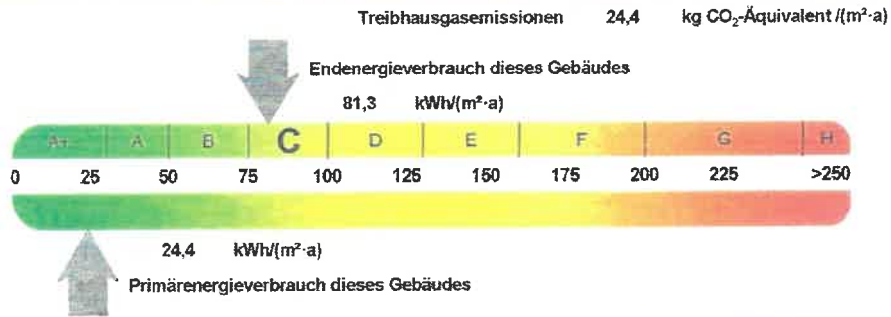 Treibhausgasemissionen 24,4 kg CO₂-Äquivalent /(m²·a)
Endenergieverbrauch dieses Gebäudes
81,3 kWh/(m²·a)
A+ A B C D E F G H
0 25 50 75 100 125 150 175 200 225 >250
24,4 kWh/(m²·a)
Primärenergieverbrauch dieses Gebäudes